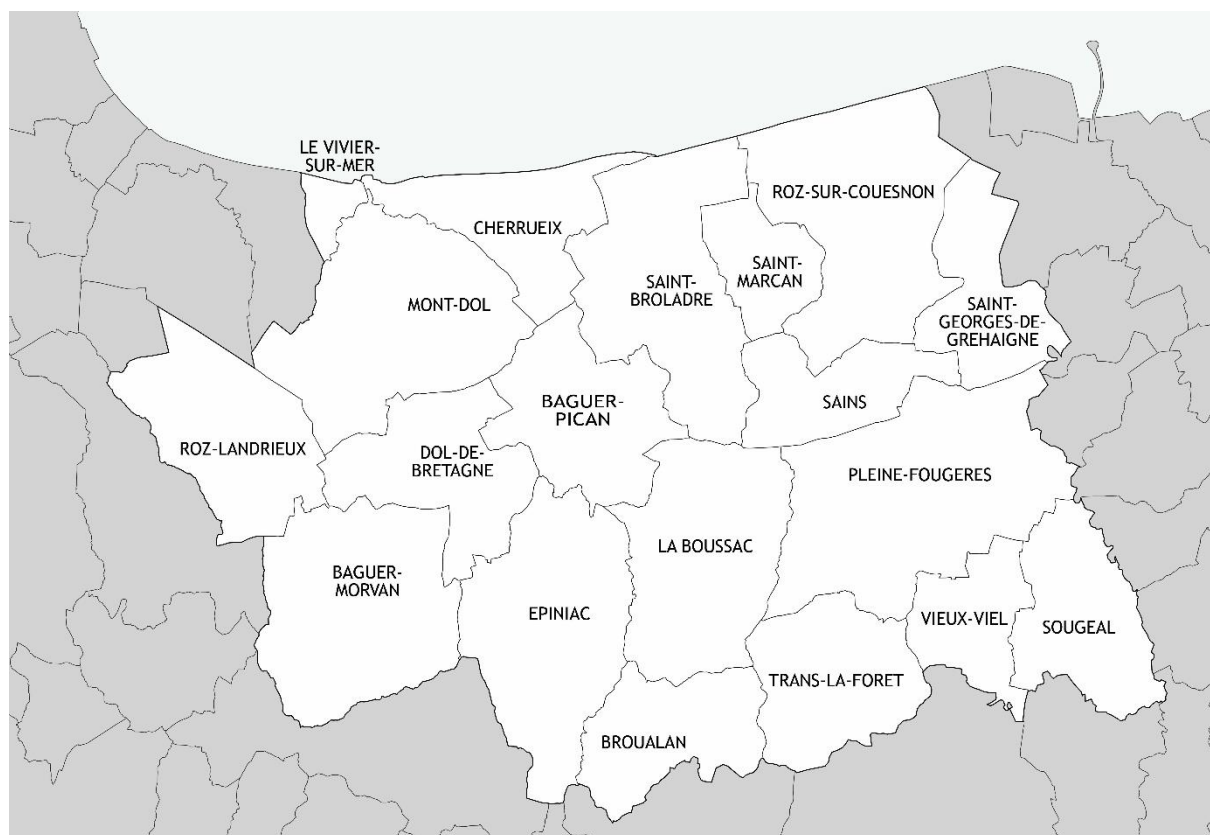 LE VIVIER-
SUR-MER
CHERRUEIX
ROZ-SUR-COUESNON
MONT-DOL
SAINT-
BROLADRE
SAINT-
MARCAN
SAINT-
GEORGES-DE-
GREHAIGNE
BAGUER-
PICAN
SAINS
ROZ-LANDRIEUX
DOL-DE-
BRETAGNE
PLEINE-FOUGERES
LA BOUSSAC
BAGUER-
MORVAN
EPINIAC
VIEUX-VIEL
SOUGEAL
TRANS-LA-FORET
BROUALAN